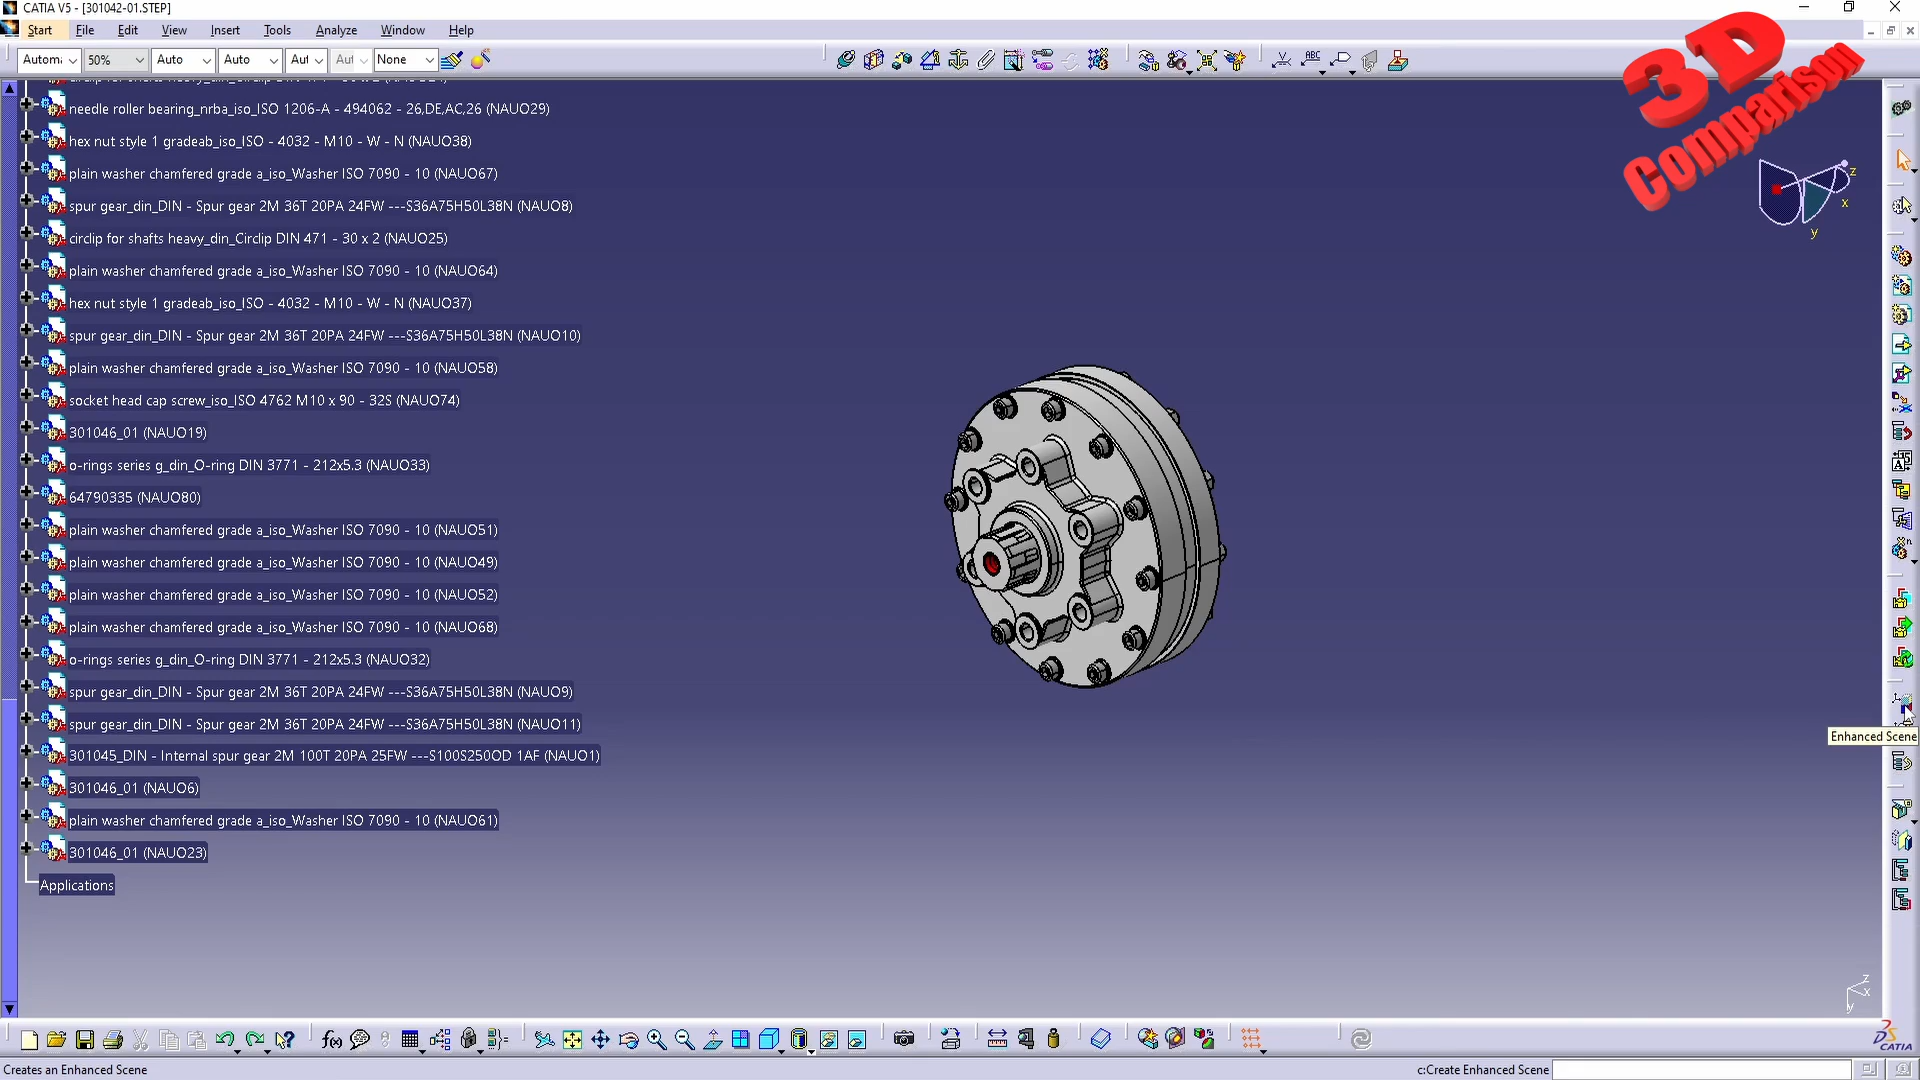 CATIA V5 - [301042-01.STEP]
Start File Edit View Insert Tools Analyze Window Help
50% Auto Auto None
needle roller bearing_nrba_iso_ISO 1206-A - 494062 - 26,DE,AC,26 (NAUO29)
hex nut style 1 gradeab_iso_ISO - 4032 - M10 - W - N (NAUO38)
plain washer chamfered grade a_iso_Washer ISO 7090 - 10 (NAUO67)
spur gear_din_DIN - Spur gear 2M 36T 20PA 24FW ---S36A75H50L38N (NAUO8)
circlip for shafts heavy_din_Circlip DIN 471 - 30 x 2 (NAUO25)
plain washer chamfered grade a_iso_Washer ISO 7090 - 10 (NAUO64)
hex nut style 1 gradeab_iso_ISO - 4032 - M10 - W - N (NAUO37)
spur gear_din_DIN - Spur gear 2M 36T 20PA 24FW ---S36A75H50L38N (NAUO10)
plain washer chamfered grade a_iso_Washer ISO 7090 - 10 (NAUO58)
socket head cap screw_iso_ISO 4762 M10 x 90 - 32S (NAUO74)
301046_01 (NAUO19)
o-rings series g_din_O-ring DIN 3771 - 212x5.3 (NAUO33)
64790335 (NAUO80)
plain washer chamfered grade a_iso_Washer ISO 7090 - 10 (NAUO51)
plain washer chamfered grade a_iso_Washer ISO 7090 - 10 (NAUO49)
plain washer chamfered grade a_iso_Washer ISO 7090 - 10 (NAUO52)
plain washer chamfered grade a_iso_Washer ISO 7090 - 10 (NAUO68)
o-rings series g_din_O-ring DIN 3771 - 212x5.3 (NAUO32)
spur gear_din_DIN - Spur gear 2M 36T 20PA 24FW ---S36A75H50L38N (NAUO9)
spur gear_din_DIN - Spur gear 2M 36T 20PA 24FW ---S36A75H50L38N (NAUO11)
301045_DIN - Internal spur gear 2M 100T 20PA 25FW ---S100S250OD 1AF (NAUO1)
301046_01 (NAUO6)
plain washer chamfered grade a_iso_Washer ISO 7090 - 10 (NAUO61)
301046_01 (NAUO23)
Applications
3D
Comparison
z
x
y
Enhanced Scene
z
x
y
CATIA
Creates an Enhanced Scene
c:Create Enhanced Scene